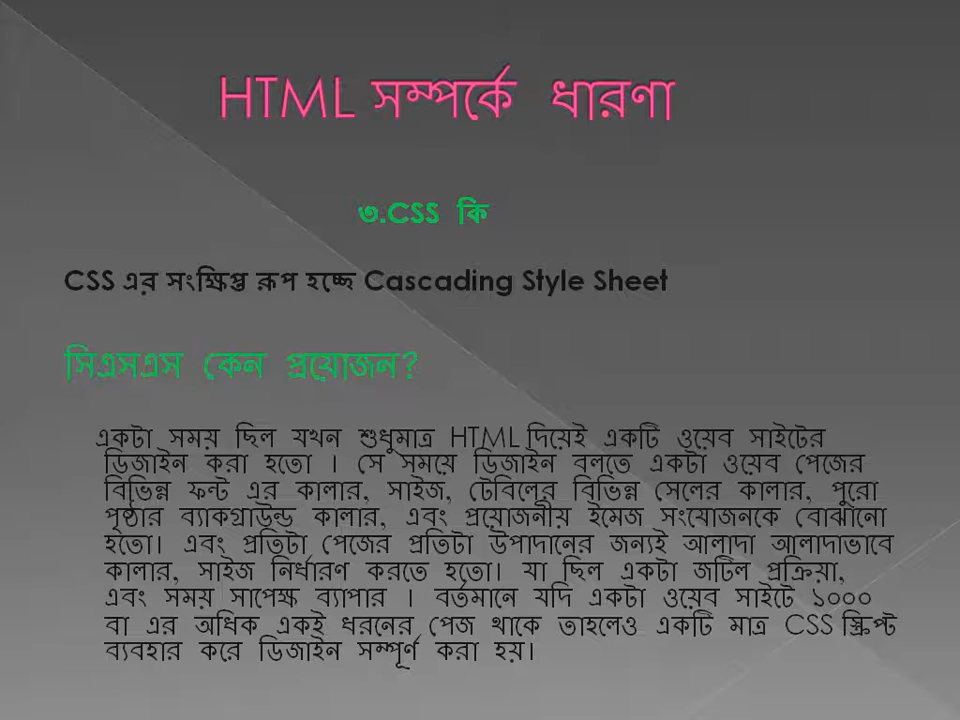 HTML সম্পর্কে ধারণা
৩.CSS কি
CSS এর সংক্ষিপ্ত রূপ হচ্ছে Cascading Style Sheet
সিএসএস কেন প্রয়োজন?
একটা সময় ছিল যখন শুধুমাত্র HTML দিয়েই একটি ওয়েব সাইটের
ডিজাইন করা হতো । সে সময়ে ডিজাইন বলতে একটা ওয়েব পেজের
বিভিন্ন ফন্ট এর কালার, সাইজ, টেবিলের বিভিন্ন সেলের কালার, পুরো
পৃষ্ঠার ব্যাকগ্রাউন্ড কালার, এবং প্রয়োজনীয় ইমেজ সংযোজনকে বোঝানো
হতো। এবং প্রতিটা পেজের প্রতিটা উপাদানের জন্যই আলাদা আলাদাভাবে
কালার, সাইজ নির্ধারণ করতে হতো। যা ছিল একটা জটিল প্রক্রিয়া,
এবং সময় সাপেক্ষ ব্যাপার । বর্তমানে যদি একটা ওয়েব সাইটে ১০০০
বা এর অধিক একই ধরনের পেজ থাকে তাহলেও একটি মাত্র CSS স্ক্রিপ্ট
ব্যবহার করে ডিজাইন সম্পূর্ণ করা হয়।